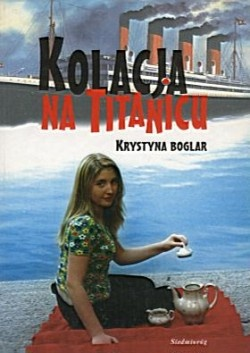 KOLACJA
NA TITANICU
KRYSTYNA BOGLAR
Siedmioróg